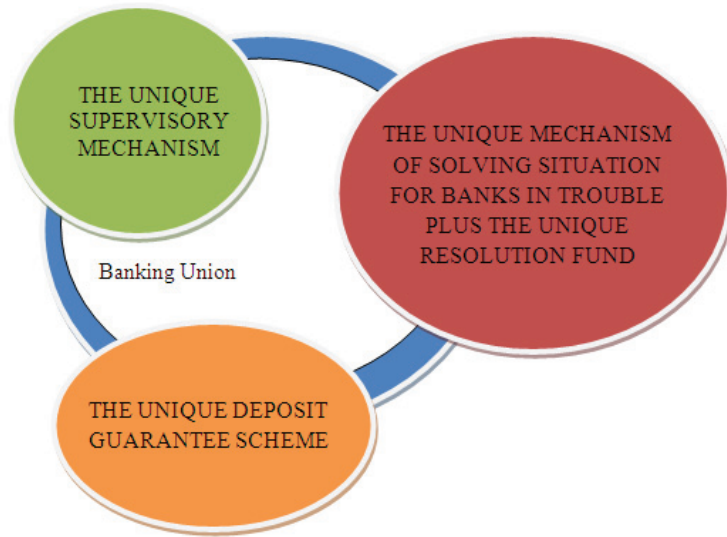 THE UNIQUE
SUPERVISORY
MECHANISM
THE UNIQUE MECHANISM
OF SOLVING SITUATION
FOR BANKS IN TROUBLE
PLUS THE UNIQUE
RESOLUTION FUND
Banking Union
THE UNIQUE DEPOSIT
GUARANTEE SCHEME